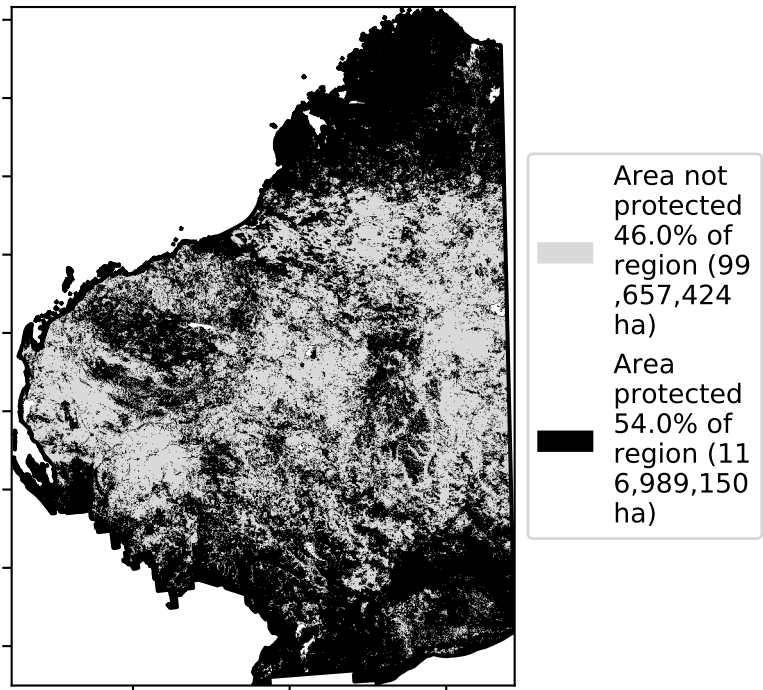 Area not
protected
46.0% of
region (99
,657,424
ha)
Area
protected
54.0% of
region (11
6,989,150
ha)